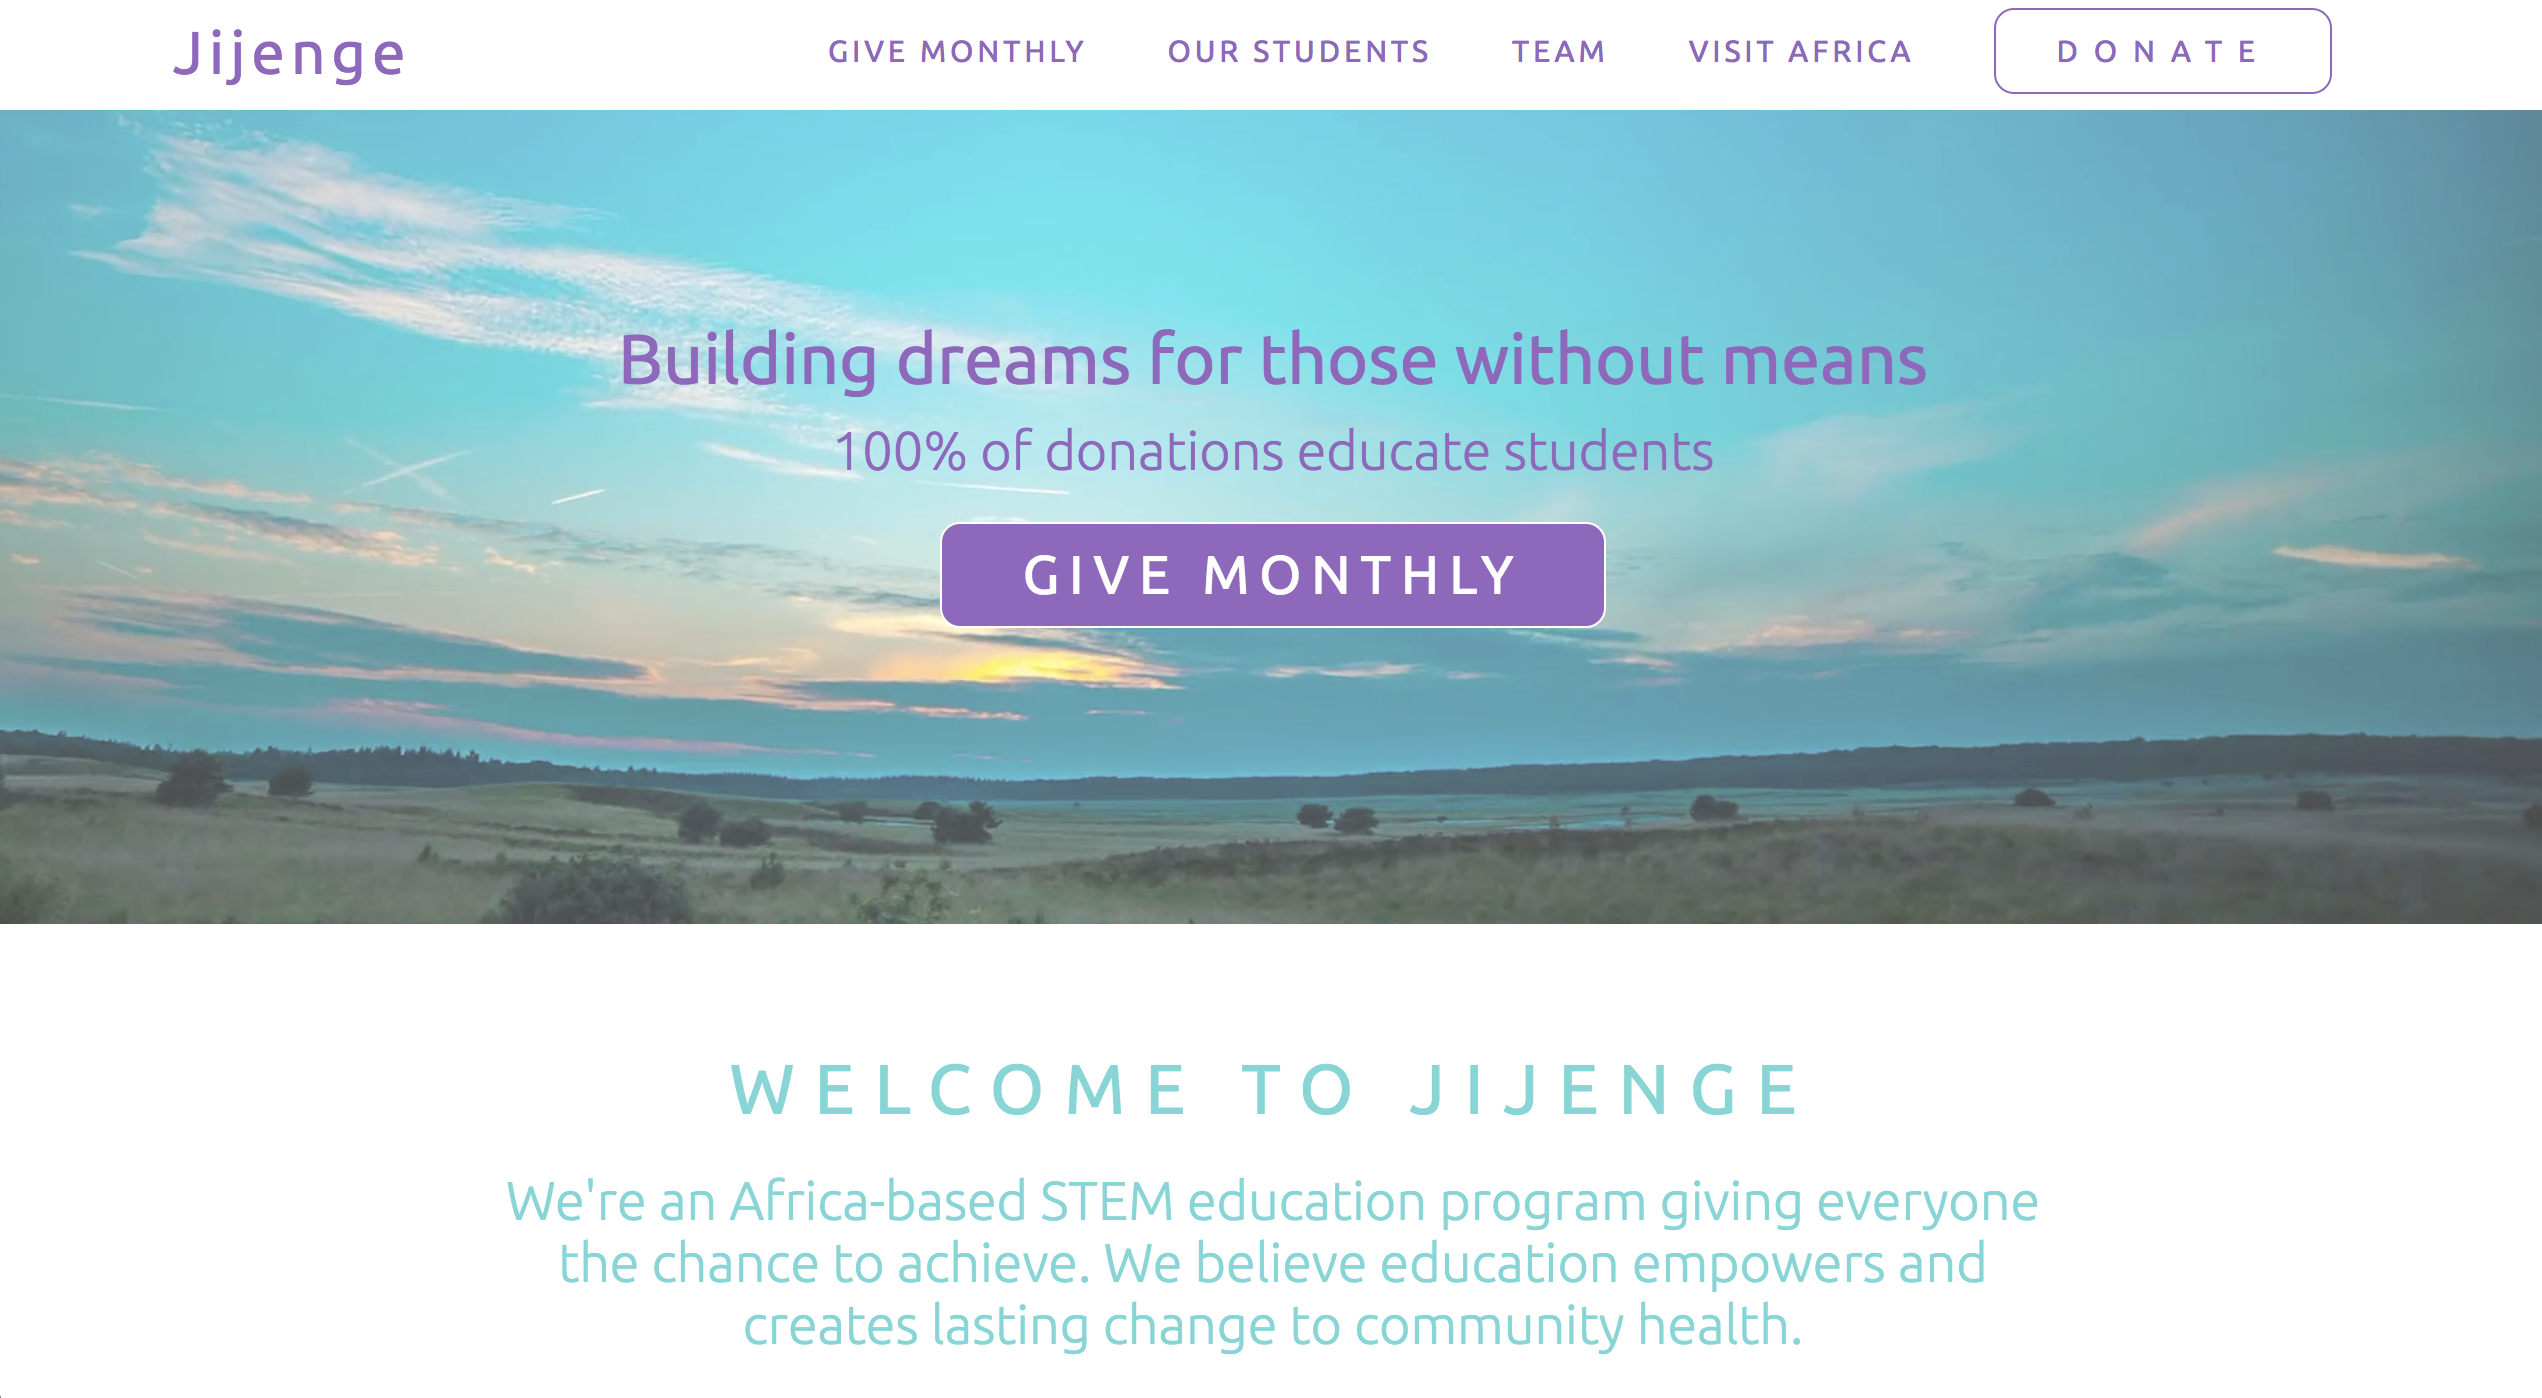 Jijenge
GIVE MONTHLY
OUR STUDENTS
TEAM
VISIT AFRICA
DONATE
Building dreams for those without means
100% of donations educate students
GIVE MONTHLY
WELCOME TO JIJENGE
We're an Africa-based STEM education program giving everyone
the chance to achieve. We believe education empowers and
creates lasting change to community health.